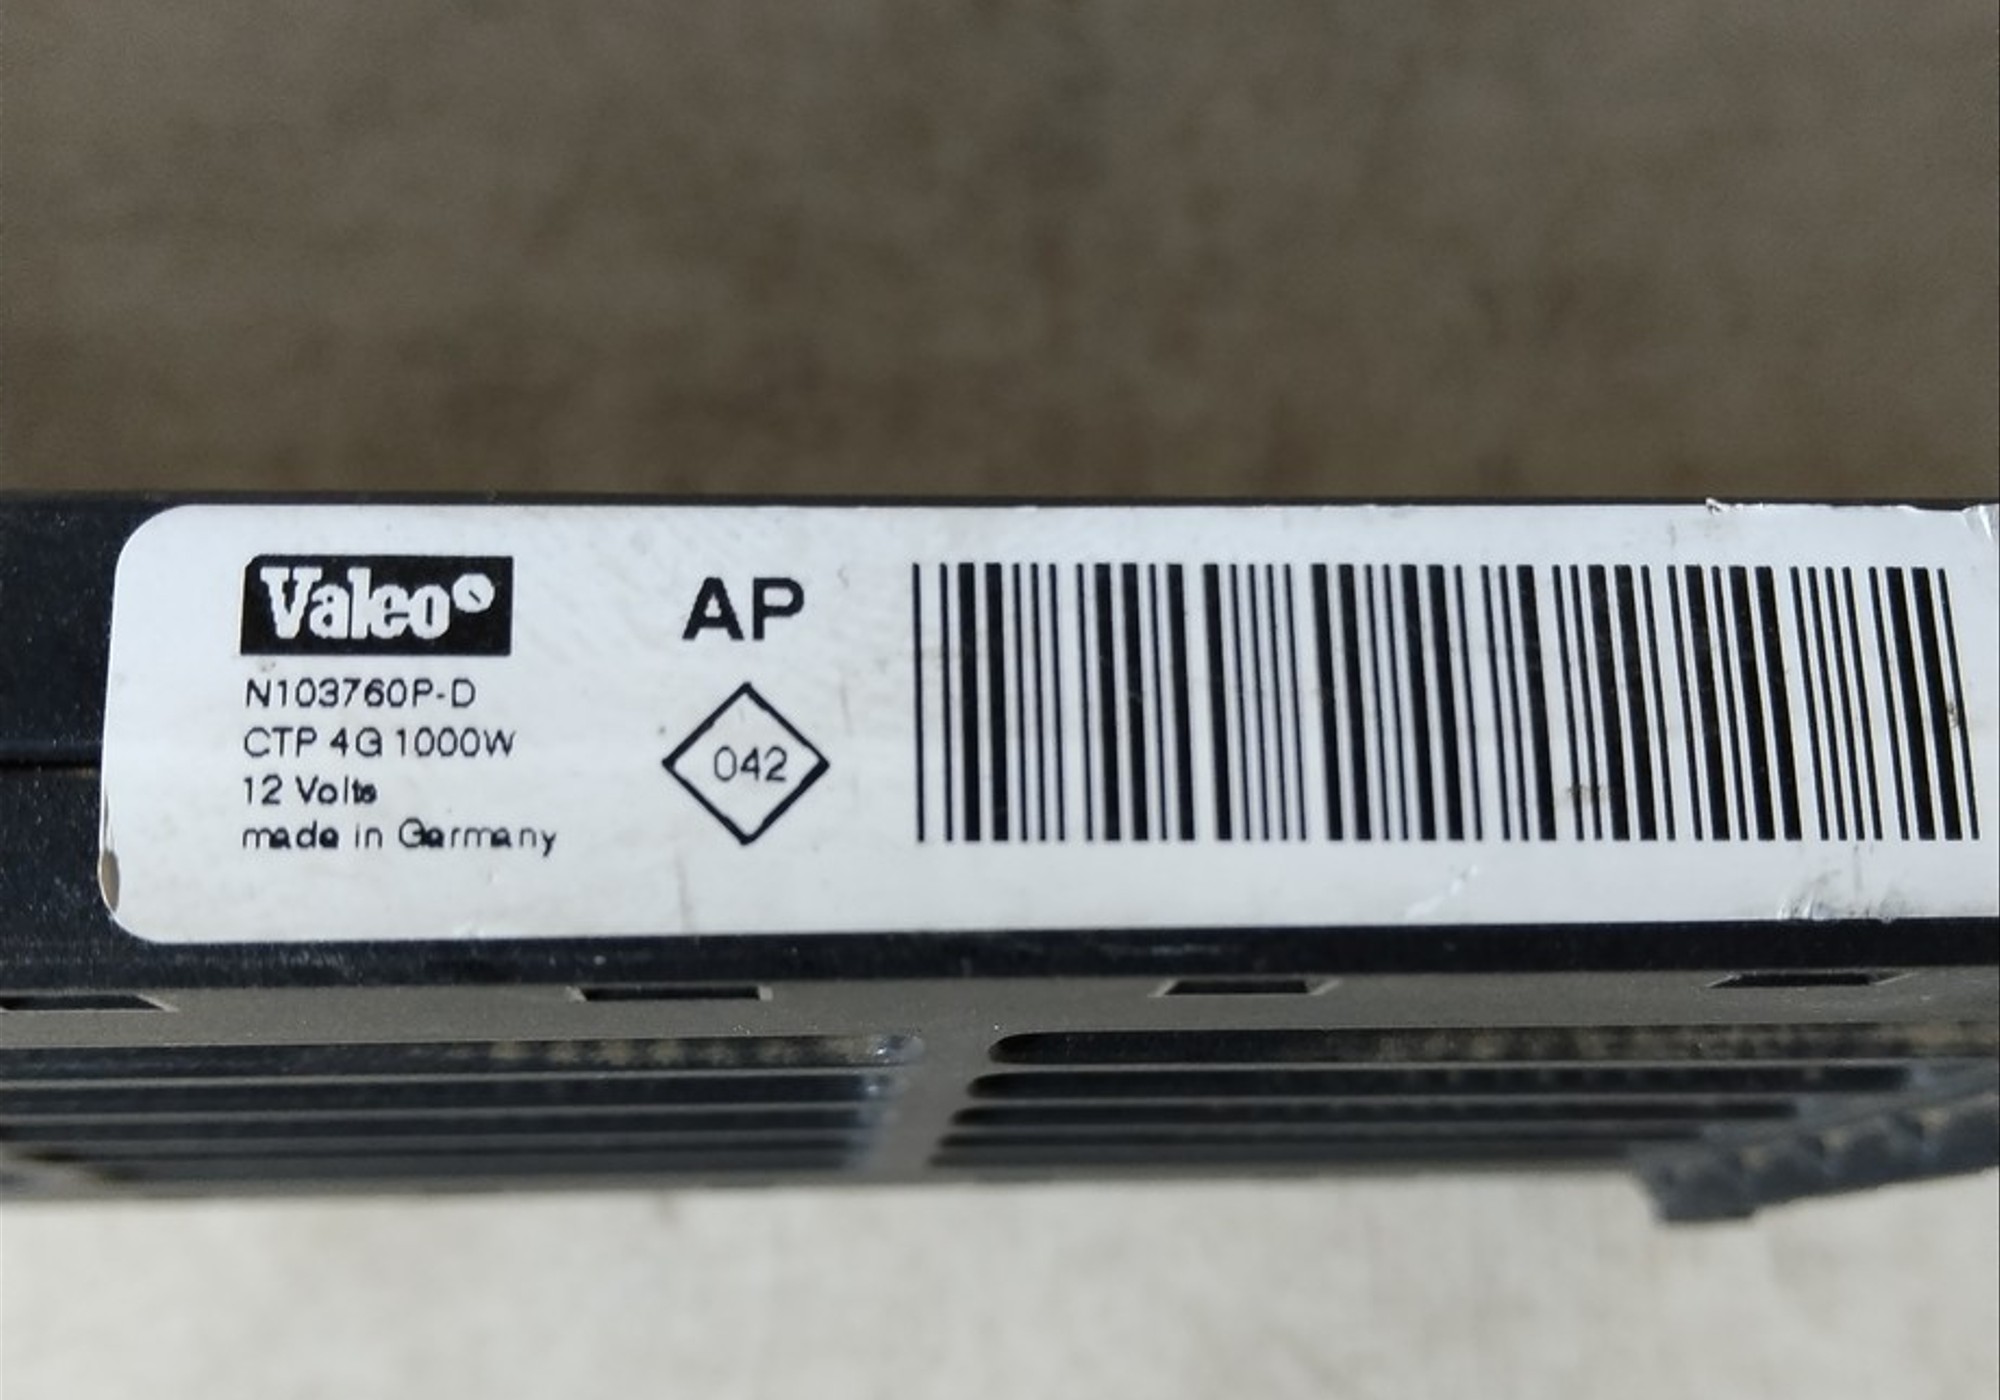 Valeo
N103760P-D
CTP 4G 1000W
12 Volts
made in Germany
AP
042